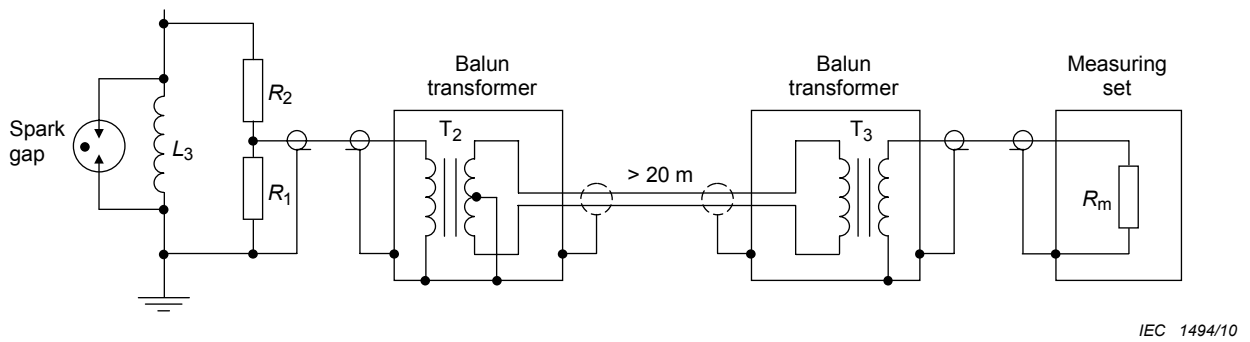 Balun
transformer
Balun
transformer
Measuring
set
Spark
gap
L3
R2
R1
T2
> 20 m
T3
Rm
IEC 1494/10